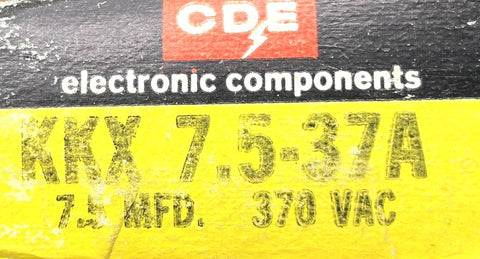 CDE
electronic components
KKX 7.5-37A
7.5 MFD. 370 VAC